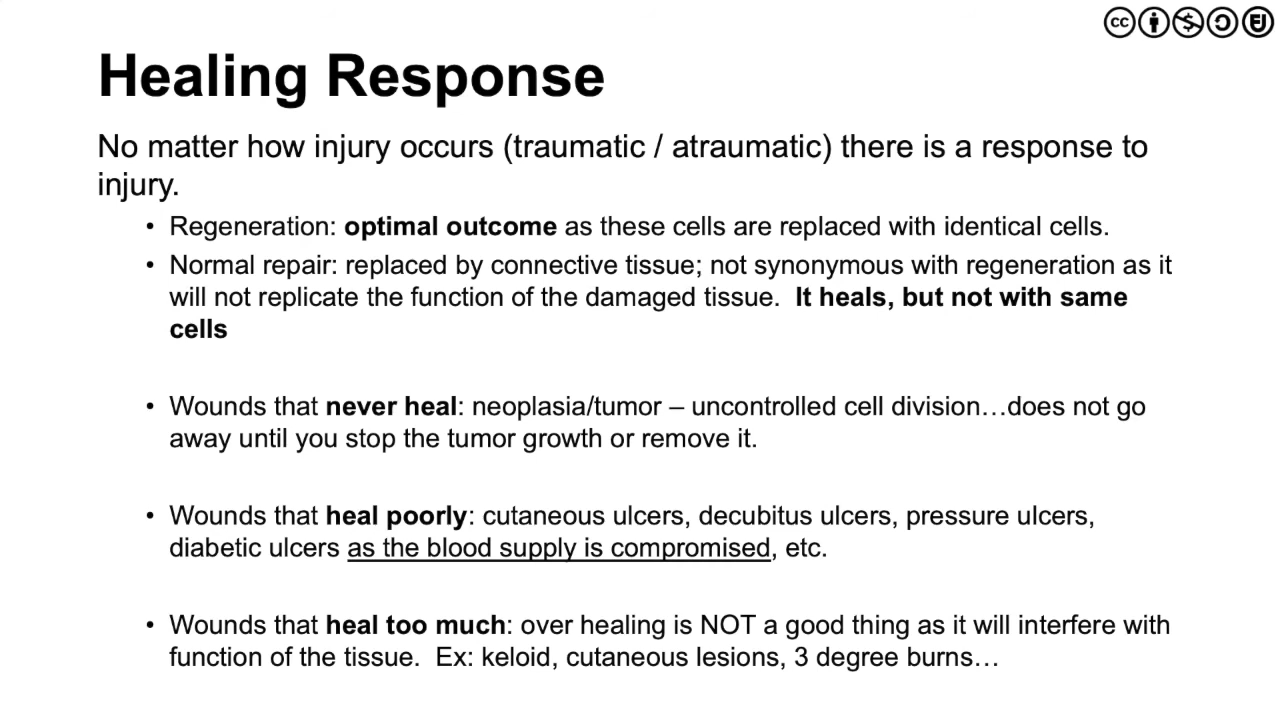 Healing Response
No matter how injury occurs (traumatic / atraumatic) there is a response to
injury.
• Regeneration: optimal outcome as these cells are replaced with identical cells.
• Normal repair: replaced by connective tissue; not synonymous with regeneration as it
will not replicate the function of the damaged tissue.  It heals, but not with same
cells
• Wounds that never heal: neoplasia/tumor – uncontrolled cell division…does not go
away until you stop the tumor growth or remove it.
• Wounds that heal poorly: cutaneous ulcers, decubitus ulcers, pressure ulcers,
diabetic ulcers as the blood supply is compromised, etc.
• Wounds that heal too much: over healing is NOT a good thing as it will interfere with
function of the tissue.  Ex: keloid, cutaneous lesions, 3 degree burns…